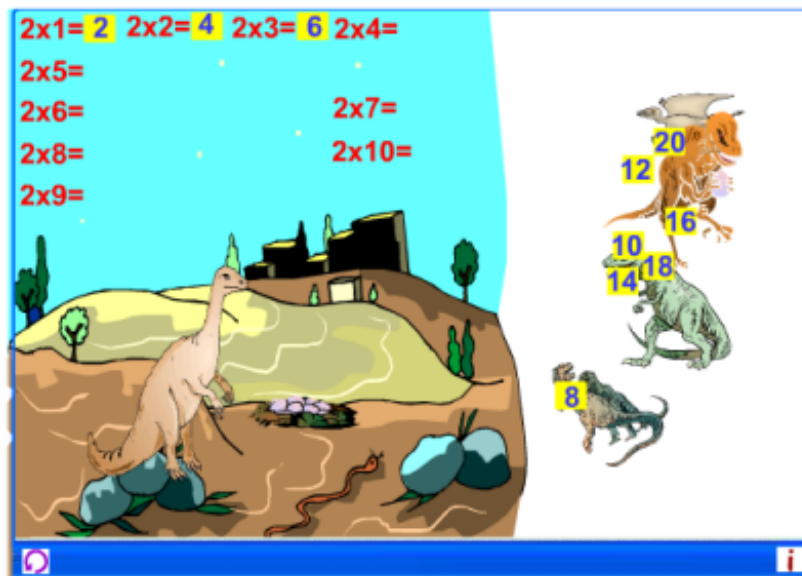 2x1= 2 2x2= 4 2x3= 6 2x4=
2x5=
2x6= 2x7=
2x8= 2x10=
2x9=
20
12
16
10
18
14
8
i